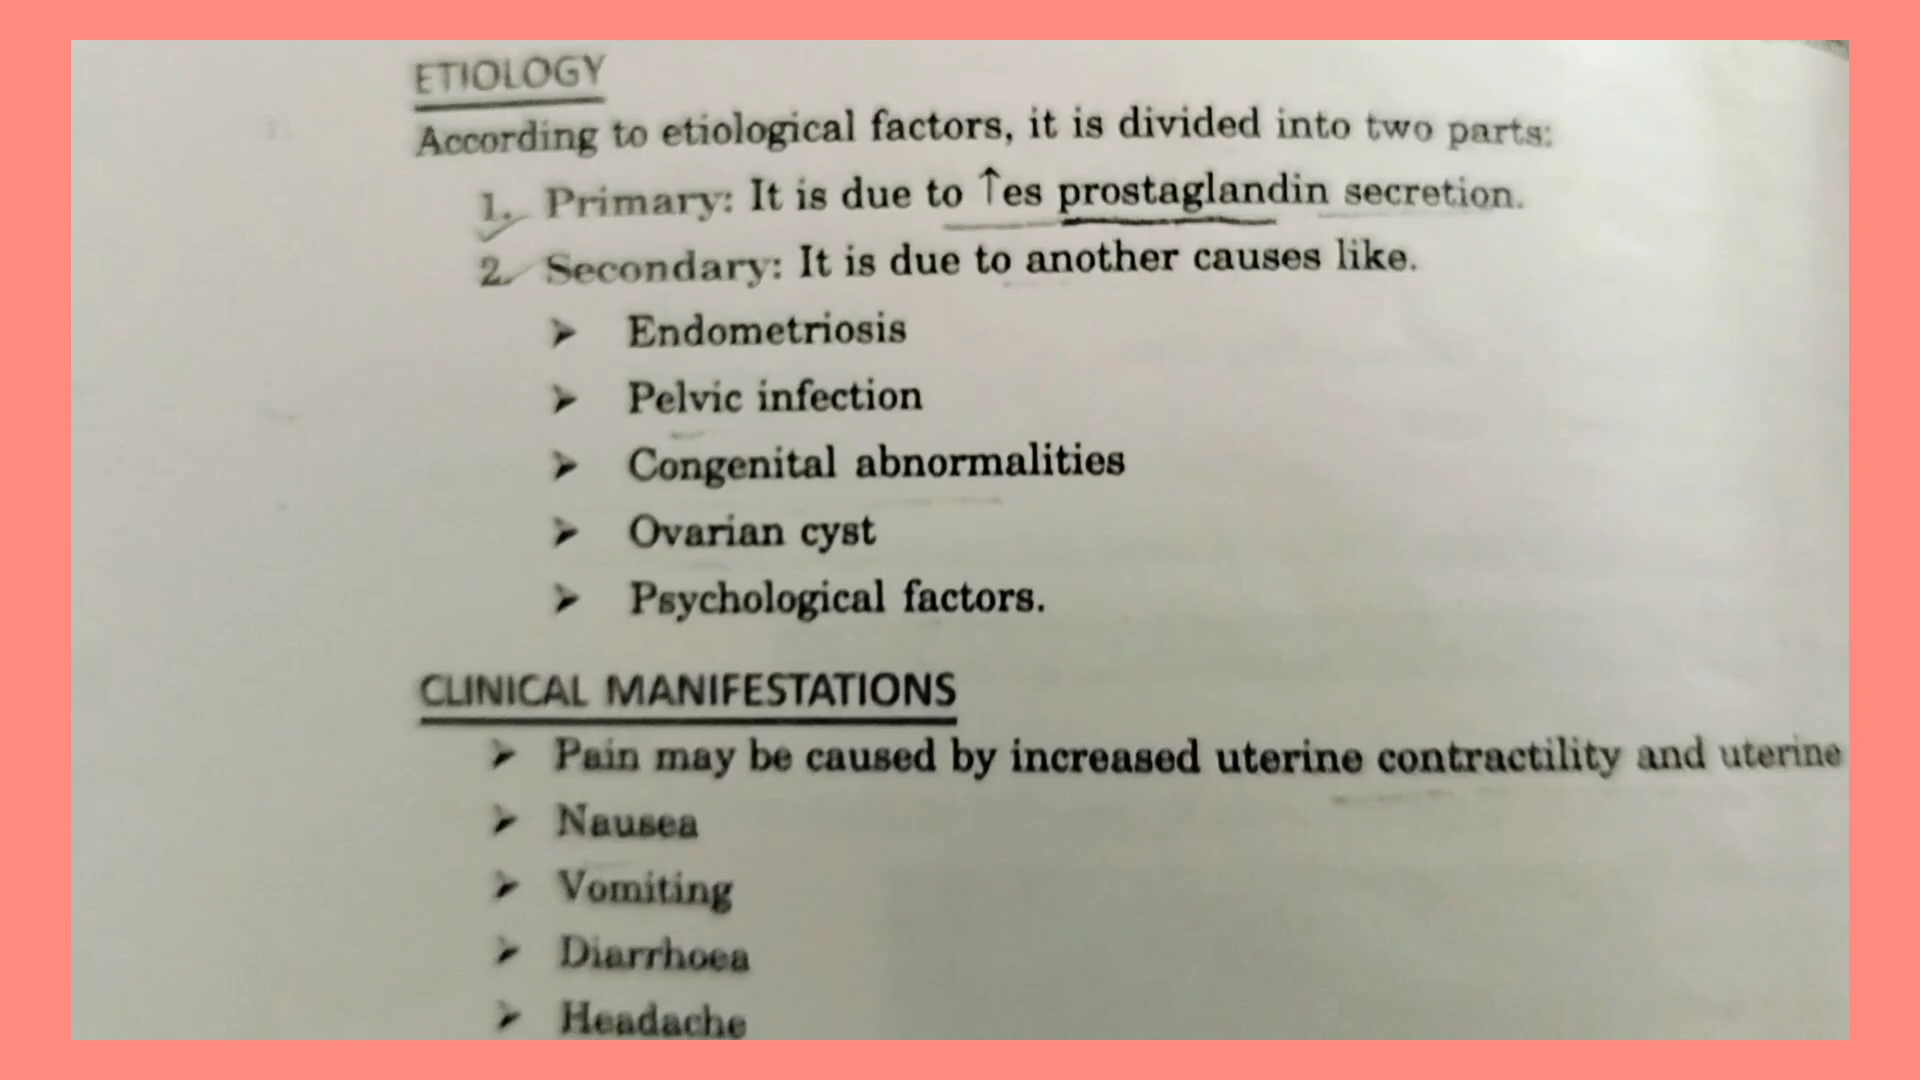 ETIOLOGY
According to etiological factors, it is divided into two parts:
1. Primary: It is due to ↑es prostaglandin secretion.
2. Secondary: It is due to another causes like.
➢ Endometriosis
➢ Pelvic infection
➢ Congenital abnormalities
➢ Ovarian cyst
➢ Psychological factors.
CLINICAL MANIFESTATIONS
➢ Pain may be caused by increased uterine contractility and uterine
➢ Nausea
➢ Vomiting
➢ Diarrhoea
➢ Headache